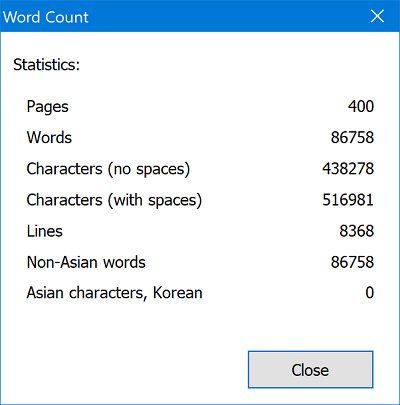 Word Count
Statistics:
Pages 400
Words 86758
Characters (no spaces) 438278
Characters (with spaces) 516981
Lines 8368
Non-Asian words 86758
Asian characters, Korean 0
Close